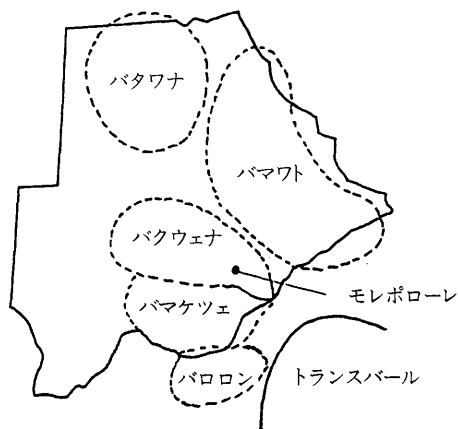 バタワナ
バマワト
バクウェナ
モレポローレ
バマケツェ
バロロン
トランスバール